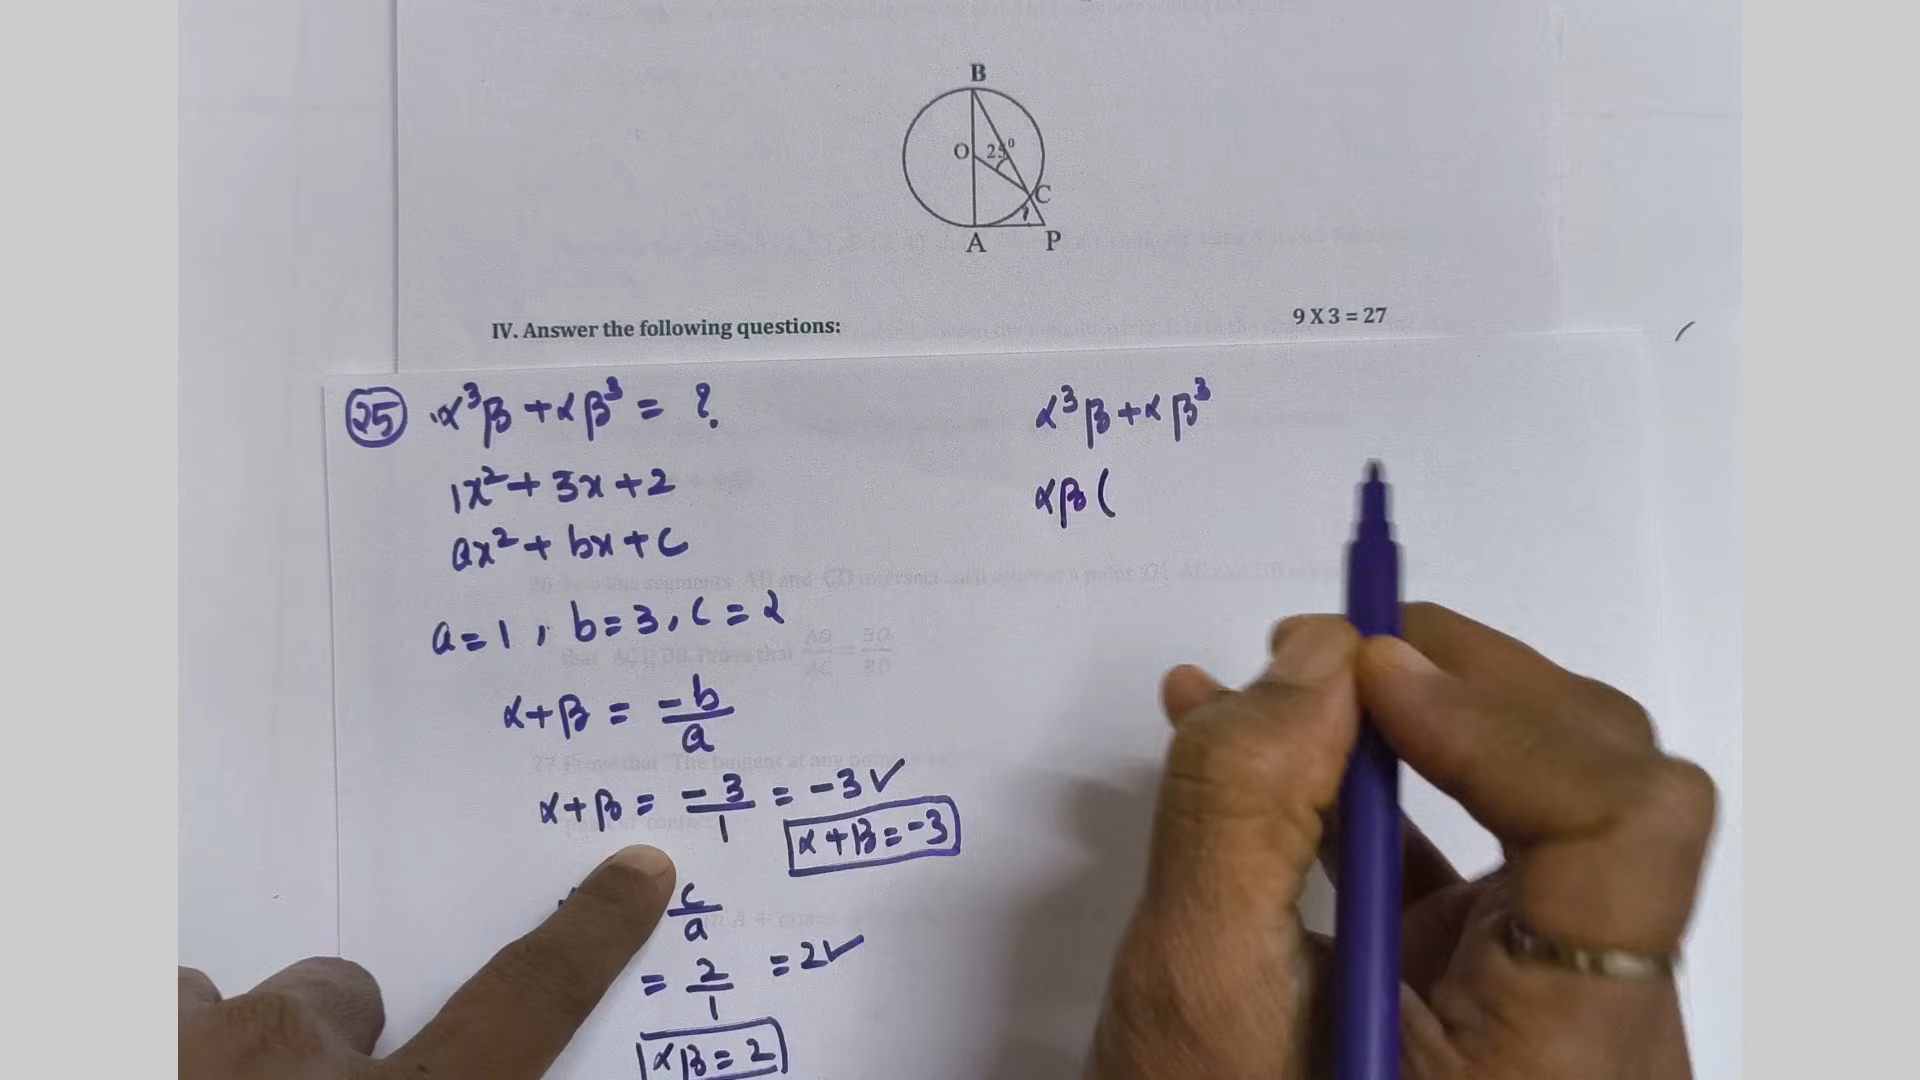 B
O 25⁰
C
A P
IV. Answer the following questions: 9 X 3 = 27
25 α³β + αβ³ = ?
1x² + 3x + 2
ax² + bx + c
a = 1, b = 3, c = 2
α + β = -b/a
α + β = -3/1 = -3 ✓
α + β = -3
c/a
= 2/1 = 2 ✓
αβ = 2
α³β + αβ³
αβ (